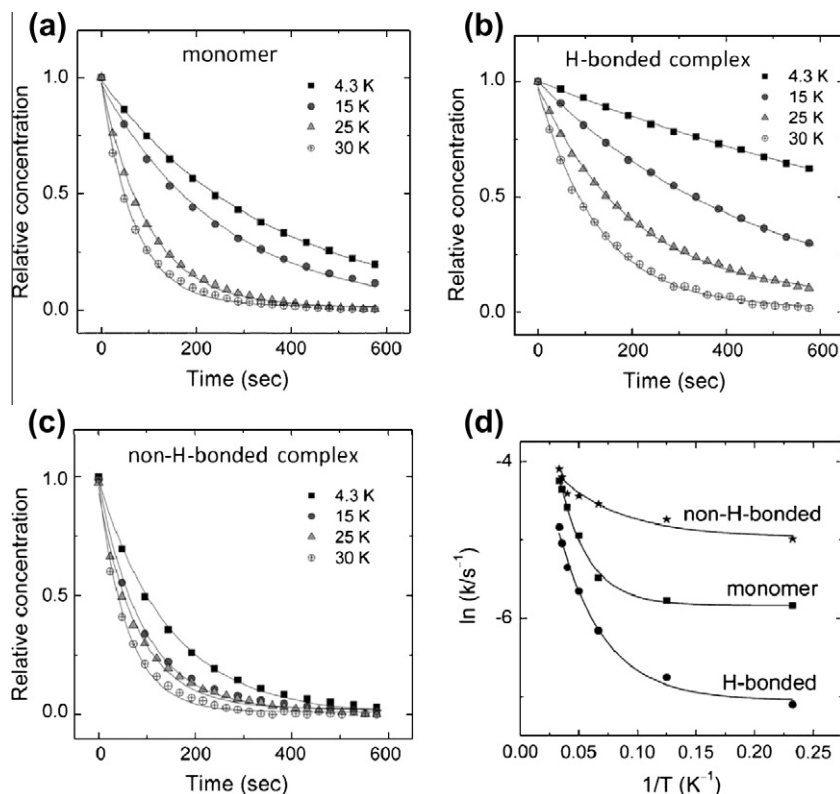 (a)
monomer
4.3 K
15 K
25 K
30 K
1.0
0.5
0.0
Relative concentration
0
200
400
600
Time (sec)
(b)
H-bonded complex
4.3 K
15 K
25 K
30 K
1.0
0.5
0.0
Relative concentration
0
200
400
600
Time (sec)
(c)
non-H-bonded complex
4.3 K
15 K
25 K
30 K
1.0
0.5
0.0
Relative concentration
0
200
400
600
Time (sec)
(d)
-4
-6
ln (k/s⁻¹)
non-H-bonded
monomer
H-bonded
0.00
0.05
0.10
0.15
0.20
0.25
1/T (K⁻¹)